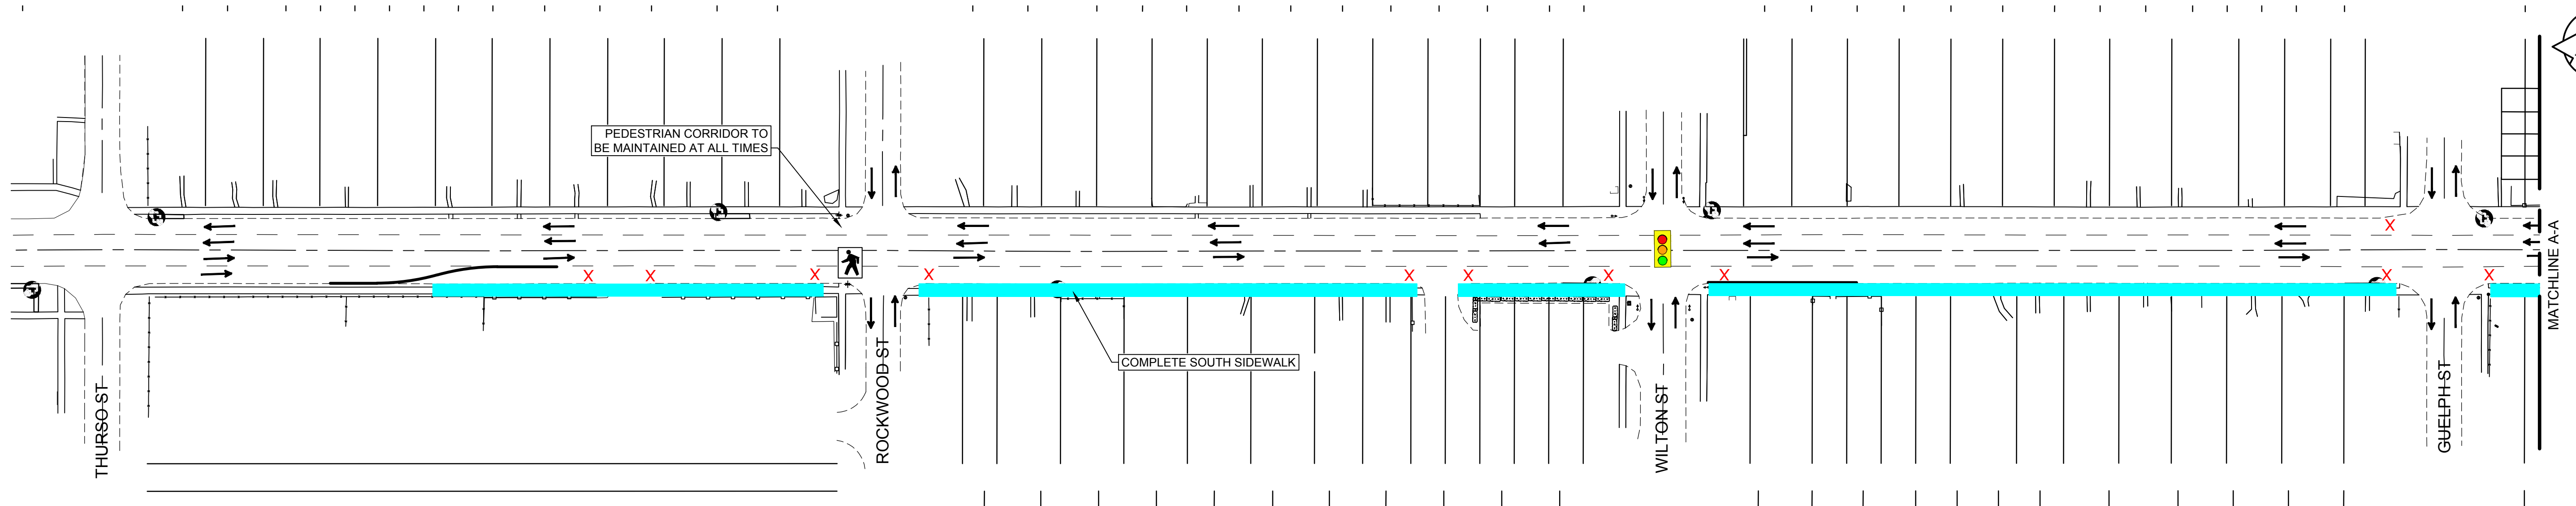 PEDESTRIAN CORRIDOR TO
BE MAINTAINED AT ALL TIMES
COMPLETE SOUTH SIDEWALK
THURSO ST
ROCKWOOD ST
WILTON ST
GUELPH ST
MATCHLINE A-A
X
X
X
X
X
X
X
X
X
X
X